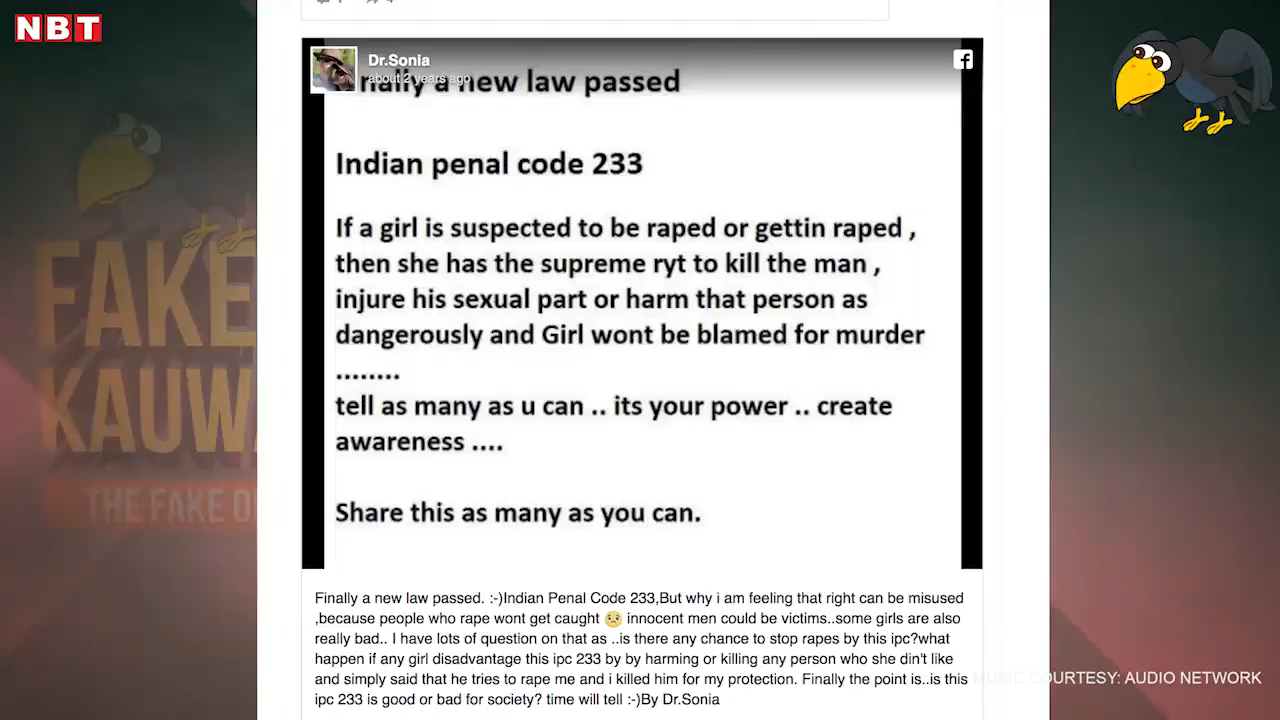 NBT
Dr.Sonia
about 2 years ago
nally a new law passed
Indian penal code 233
If a girl is suspected to be raped or gettin raped ,
then she has the supreme ryt to kill the man ,
injure his sexual part or harm that person as
dangerously and Girl wont be blamed for murder
........
tell as many as u can .. its your power .. create
awareness ....
Share this as many as you can.
Finally a new law passed. :-)Indian Penal Code 233,But why i am feeling that right can be misused
,because people who rape wont get caught 😟 innocent men could be victims..some girls are also
really bad.. I have lots of question on that as ..is there any chance to stop rapes by this ipc?what
happen if any girl disadvantage this ipc 233 by by harming or killing any person who she din't like
and simply said that he tries to rape me and i killed him for my protection. Finally the point is..is this
ipc 233 is good or bad for society? time will tell :-)By Dr.Sonia
FAKE
KAUW
THE FAKE
MUSIC COURTESY: AUDIO NETWORK